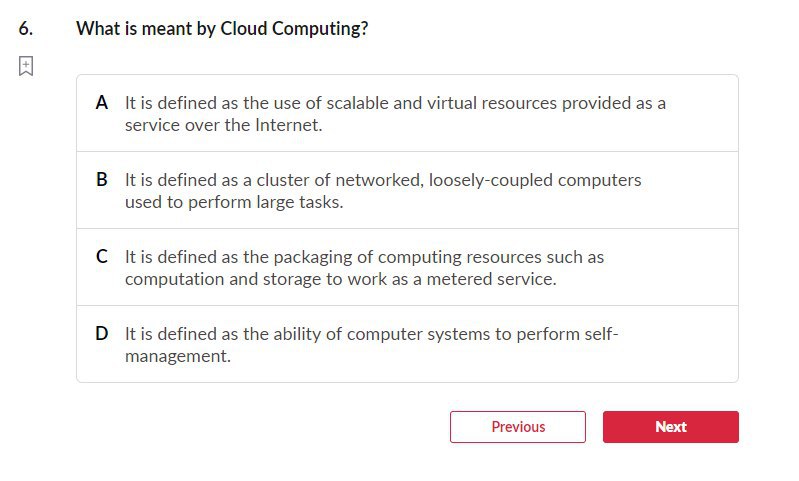 6. What is meant by Cloud Computing?
A It is defined as the use of scalable and virtual resources provided as a
service over the Internet.
B It is defined as a cluster of networked, loosely-coupled computers
used to perform large tasks.
C It is defined as the packaging of computing resources such as
computation and storage to work as a metered service.
D It is defined as the ability of computer systems to perform self-
management.
Previous Next